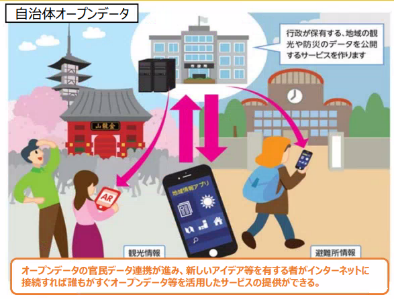 自治体オープンデータ
行政が保有する、地域の観
光や防災のデータを公開
するサービスを作ります
金龍山
AR
地域情報アプリ
観光情報
避難所情報
オープンデータの官民データ連携が進み、新しいアイデア等を有する者がインターネットに
接続すれば誰もがすぐオープンデータ等を活用したサービスの提供ができる。